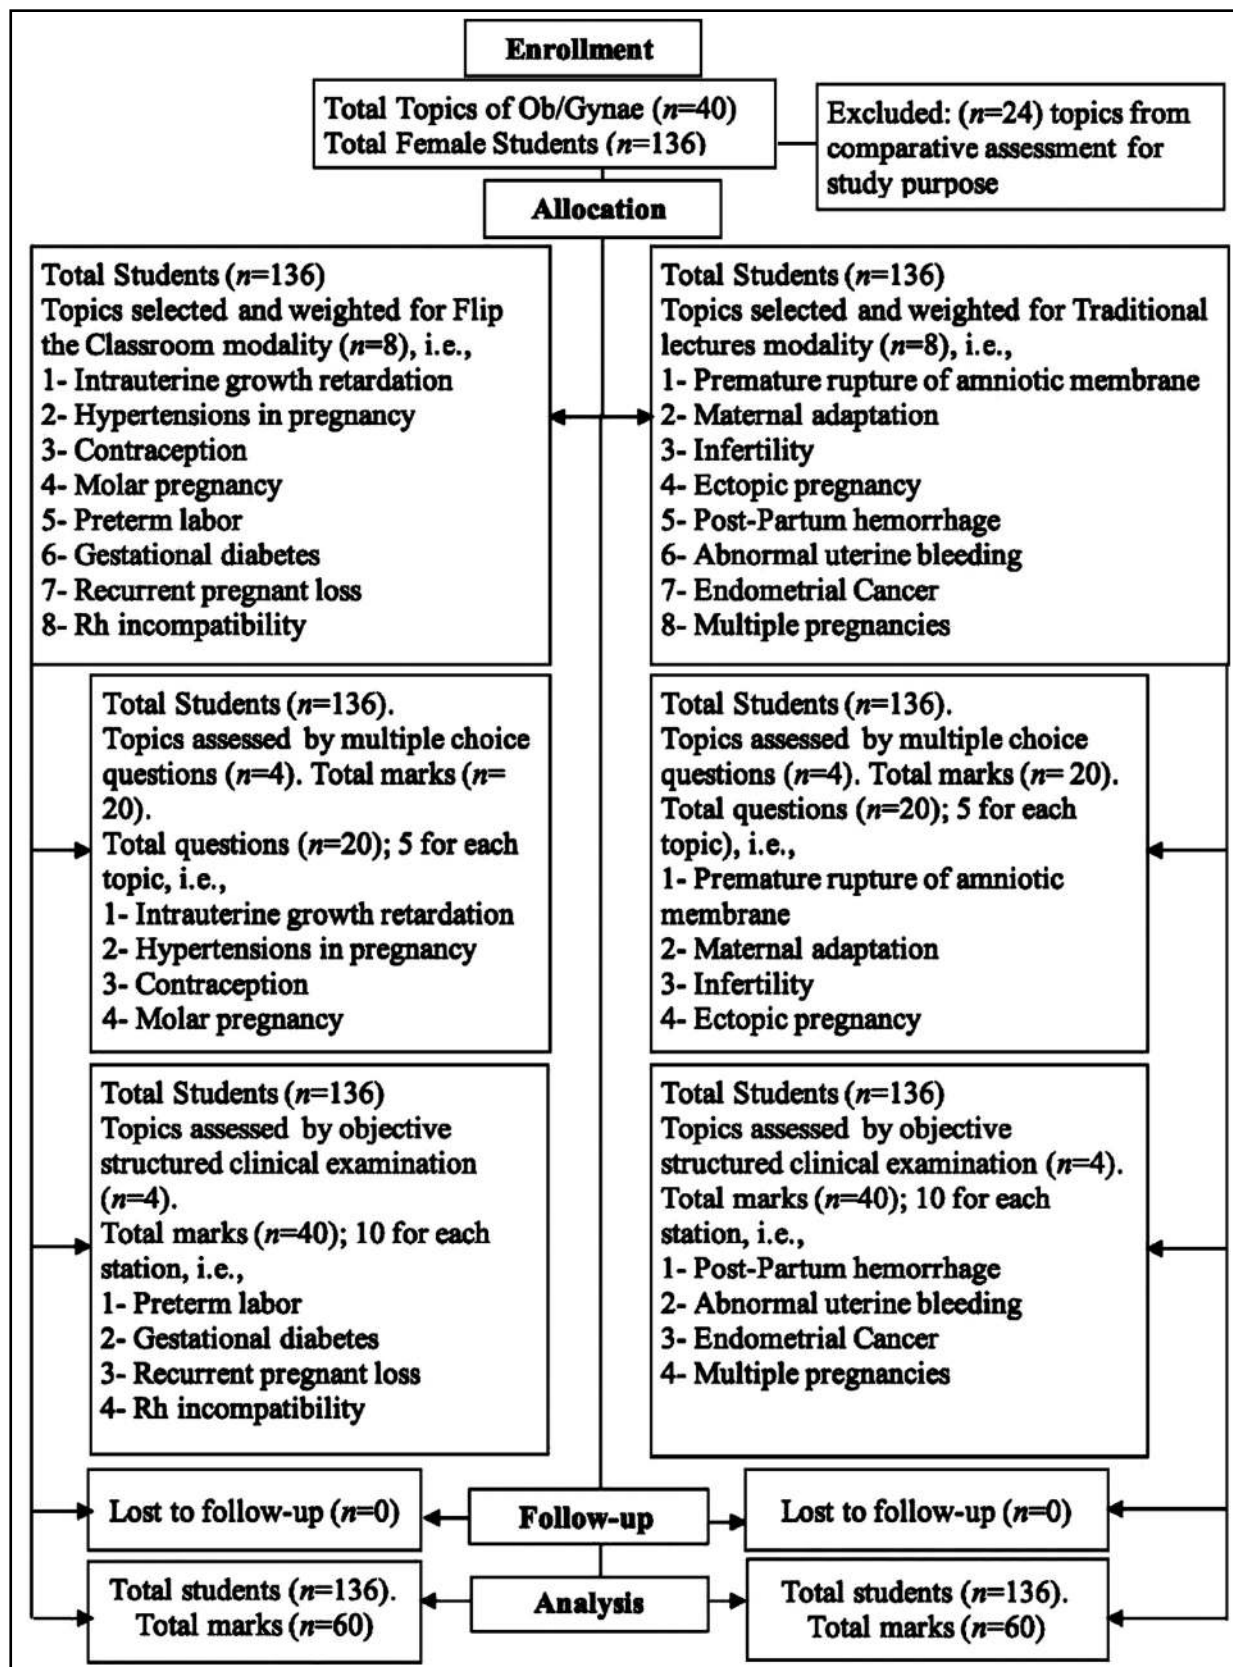 Enrollment
Total Topics of Ob/Gynae (n=40)
Total Female Students (n=136)
Excluded: (n=24) topics from
comparative assessment for
study purpose
Allocation
Total Students (n=136)
Topics selected and weighted for Flip
the Classroom modality (n=8), i.e.,
1- Intrauterine growth retardation
2- Hypertensions in pregnancy
3- Contraception
4- Molar pregnancy
5- Preterm labor
6- Gestational diabetes
7- Recurrent pregnant loss
8- Rh incompatibility
Total Students (n=136)
Topics selected and weighted for Traditional
lectures modality (n=8), i.e.,
1- Premature rupture of amniotic membrane
2- Maternal adaptation
3- Infertility
4- Ectopic pregnancy
5- Post-Partum hemorrhage
6- Abnormal uterine bleeding
7- Endometrial Cancer
8- Multiple pregnancies
Total Students (n=136).
Topics assessed by multiple choice
questions (n=4). Total marks (n=
20).
Total questions (n=20); 5 for each
topic, i.e.,
1- Intrauterine growth retardation
2- Hypertensions in pregnancy
3- Contraception
4- Molar pregnancy
Total Students (n=136).
Topics assessed by multiple choice
questions (n=4). Total marks (n= 20).
Total questions (n=20); 5 for each
topic), i.e.,
1- Premature rupture of amniotic
membrane
2- Maternal adaptation
3- Infertility
4- Ectopic pregnancy
Total Students (n=136)
Topics assessed by objective
structured clinical examination
(n=4).
Total marks (n=40); 10 for each
station, i.e.,
1- Preterm labor
2- Gestational diabetes
3- Recurrent pregnant loss
4- Rh incompatibility
Total Students (n=136)
Topics assessed by objective
structured clinical examination (n=4).
Total marks (n=40); 10 for each
station, i.e.,
1- Post-Partum hemorrhage
2- Abnormal uterine bleeding
3- Endometrial Cancer
4- Multiple pregnancies
Lost to follow-up (n=0)
Follow-up
Lost to follow-up (n=0)
Total students (n=136).
Total marks (n=60)
Analysis
Total students (n=136).
Total marks (n=60)